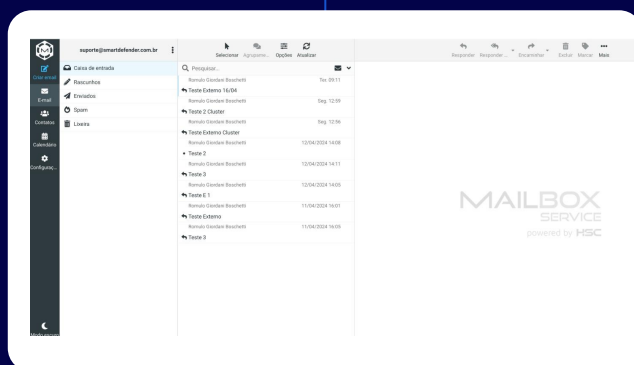 suporte@smartdefender.com.br
Selecionar Agrupame... Opções Atualizar
Responder Responder ... Encaminhar Excluir Marcar Mais
Criar email
E-mail
Contatos
Calendário
Configuraç...
Modo escuro
Caixa de entrada
Rascunhos
Enviados
Spam
Lixeira
Pesquisar...
Romulo Giordani Boschetti Ter. 09:11
Teste Externo 16/04
Romulo Giordani Boschetti Seg. 12:59
Teste 2 Cluster
Romulo Giordani Boschetti Seg. 12:56
Teste Externo Cluster
Romulo Giordani Boschetti 12/04/2024 14:08
Teste 2
Romulo Giordani Boschetti 12/04/2024 14:11
Teste 3
Romulo Giordani Boschetti 12/04/2024 14:05
Teste E 1
Romulo Giordani Boschetti 11/04/2024 16:01
Teste Externo
Romulo Giordani Boschetti 11/04/2024 16:05
Teste 3
MAILBOX
SERVICE
powered by HSC